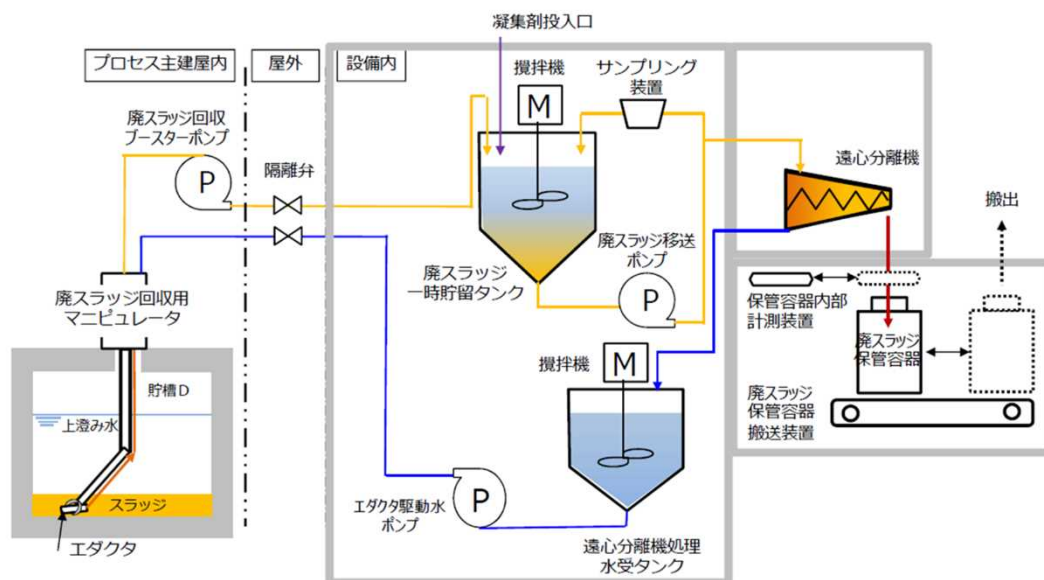 凝集剤投入口
プロセス主建屋内
屋外
設備内
攪拌機
サンプリング
装置
M
廃スラッジ回収
ブースターポンプ
P
隔離弁
遠心分離機
搬出
廃スラッジ移送
ポンプ
P
廃スラッジ
一時貯留タンク
廃スラッジ回収用
マニピュレータ
保管容器内部
計測装置
廃スラッジ
保管容器
攪拌機
M
貯槽D
上澄み水
廃スラッジ
保管容器
搬送装置
スラッジ
エダクタ駆動水
ポンプ
P
エダクタ
遠心分離機処理
水受タンク